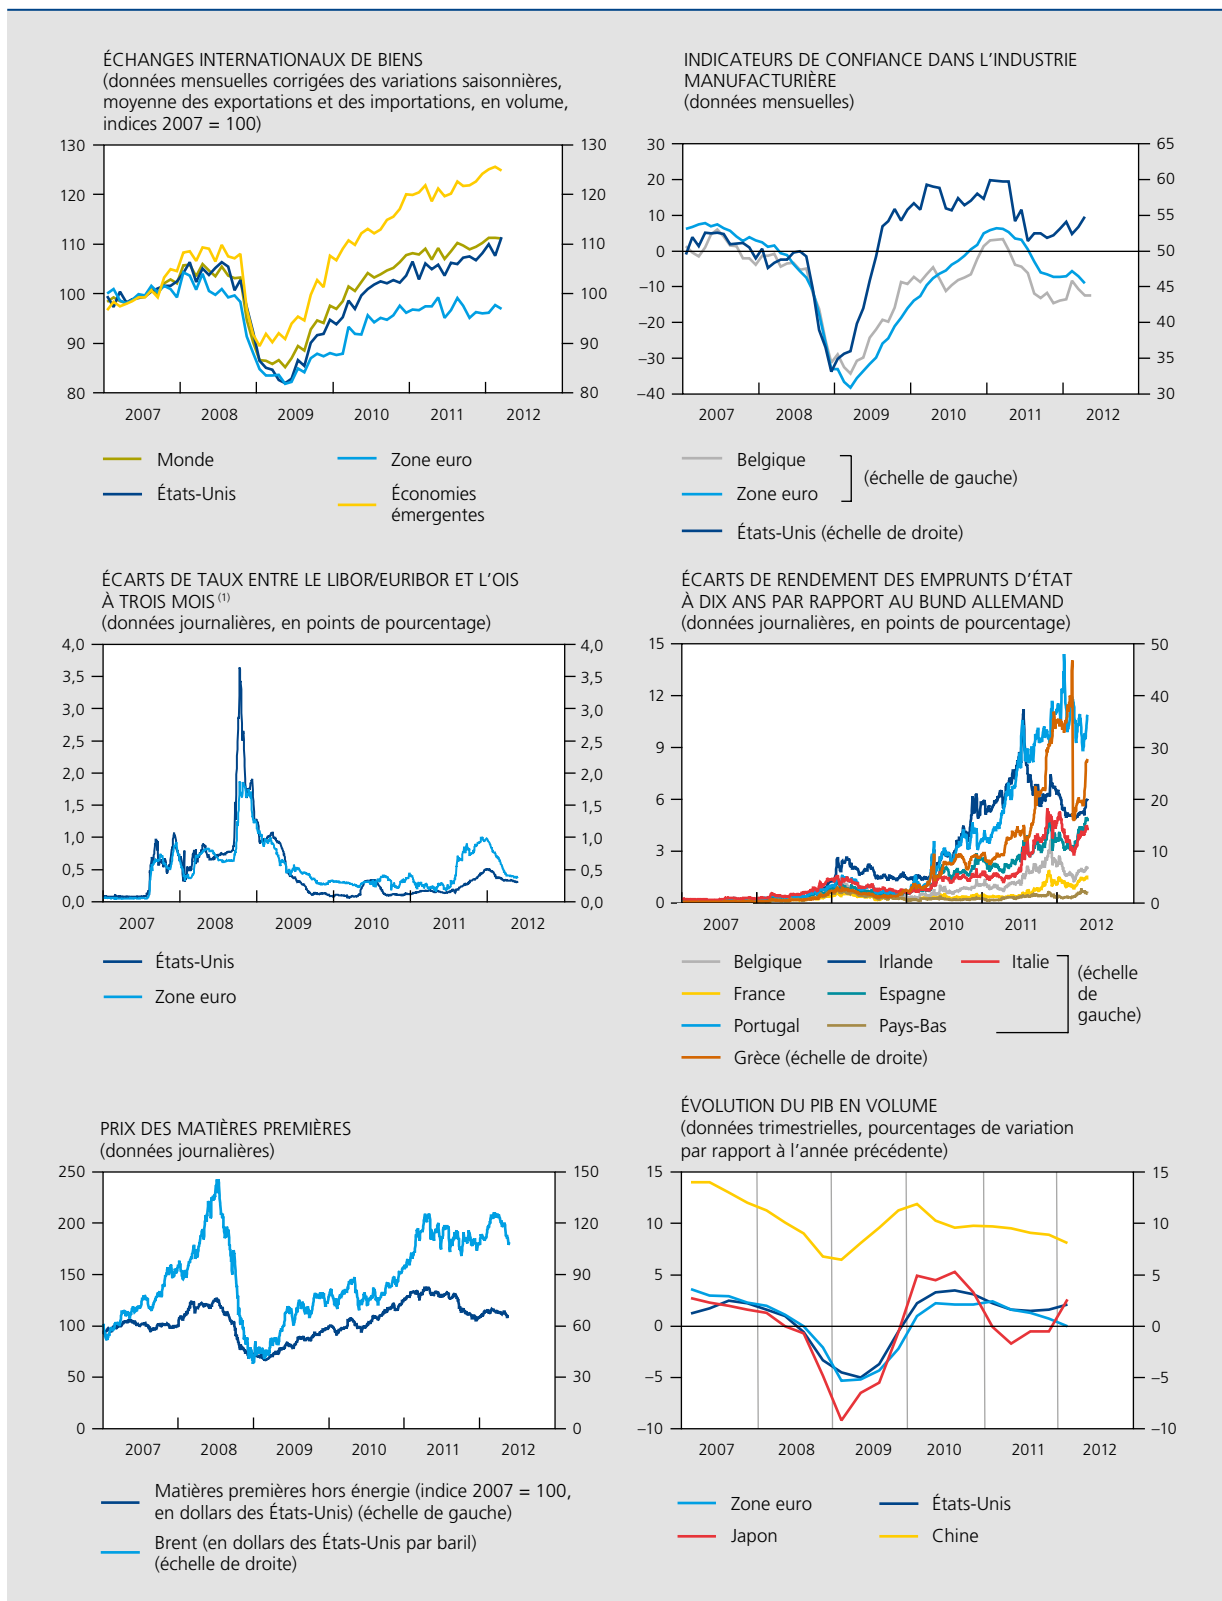 ÉCHANGES INTERNATIONAUX DE BIENS
(données mensuelles corrigées des variations saisonnières,
moyenne des exportations et des importations, en volume,
indices 2007 = 100)
130
120
110
100
90
80
130
120
110
100
90
80
2007 2008 2009 2010 2011 2012
Monde
Zone euro
États-Unis
Économies
émergentes
INDICATEURS DE CONFIANCE DANS L'INDUSTRIE
MANUFACTURIÈRE
(données mensuelles)
30
20
10
0
–10
–20
–30
–40
65
60
55
50
45
40
35
30
2007 2008 2009 2010 2011 2012
Belgique
Zone euro
(échelle de gauche)
États-Unis (échelle de droite)
ÉCARTS DE TAUX ENTRE LE LIBOR/EURIBOR ET L'OIS
À TROIS MOIS (1)
(données journalières, en points de pourcentage)
4,0
3,5
3,0
2,5
2,0
1,5
1,0
0,5
0,0
4,0
3,5
3,0
2,5
2,0
1,5
1,0
0,5
0,0
2007 2008 2009 2010 2011 2012
États-Unis
Zone euro
ÉCARTS DE RENDEMENT DES EMPRUNTS D'ÉTAT
À DIX ANS PAR RAPPORT AU BUND ALLEMAND
(données journalières, en points de pourcentage)
15
12
9
6
3
0
50
40
30
20
10
0
2007 2008 2009 2010 2011 2012
Belgique Irlande Italie
France Espagne
Portugal Pays-Bas
(échelle
de
gauche)
Grèce (échelle de droite)
PRIX DES MATIÈRES PREMIÈRES
(données journalières)
250
200
150
100
50
0
150
120
90
60
30
0
2007 2008 2009 2010 2011 2012
Matières premières hors énergie (indice 2007 = 100,
en dollars des États-Unis) (échelle de gauche)
Brent (en dollars des États-Unis par baril)
(échelle de droite)
ÉVOLUTION DU PIB EN VOLUME
(données trimestrielles, pourcentages de variation
par rapport à l'année précédente)
15
10
5
0
–5
–10
15
10
5
0
–5
–10
2007 2008 2009 2010 2011 2012
Zone euro États-Unis
Japon Chine